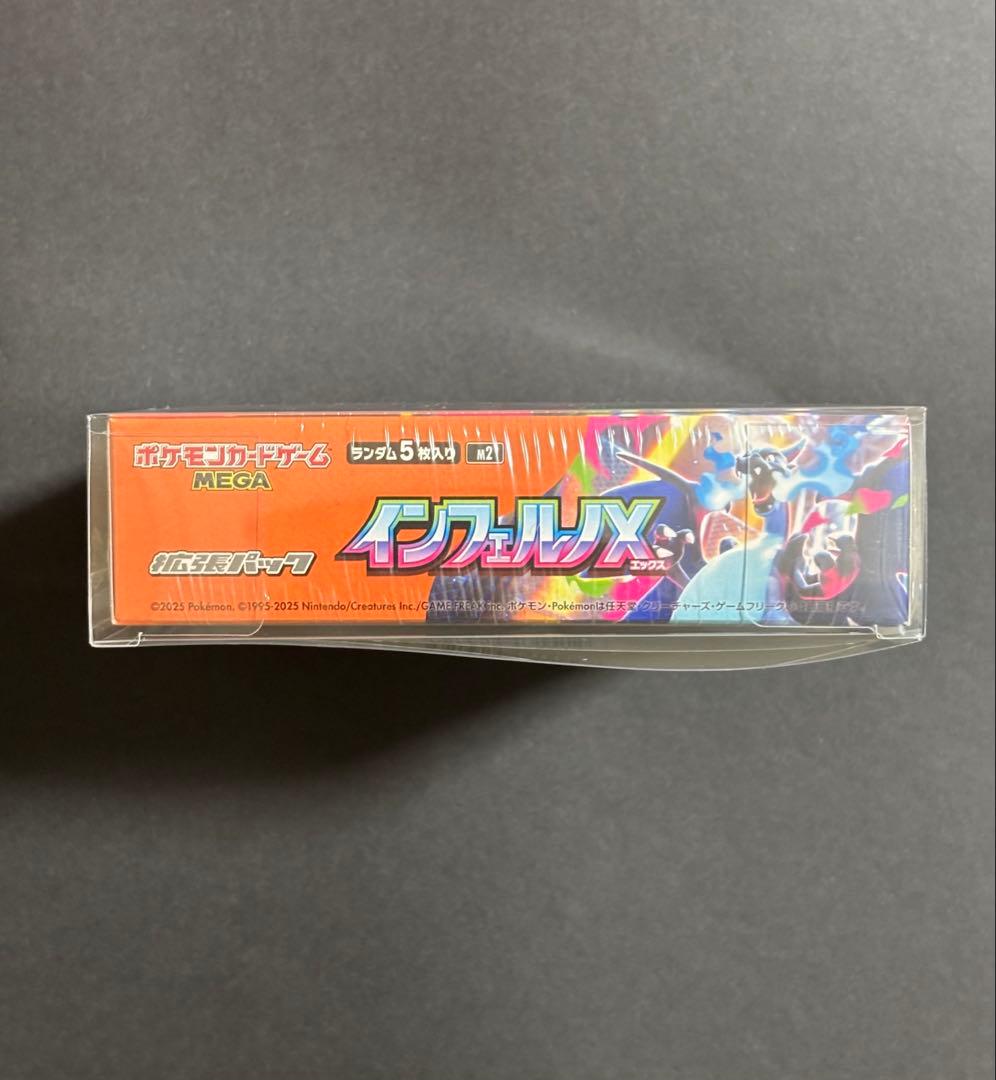 ポケモンカードゲーム
MEGA
ランダム5枚入り
M2
インフェルノX
エックス
拡張パック
©2025 Pokémon. ©1995-2025 Nintendo/Creatures Inc./GAME FREAK inc. ポケモン・Pokémonは任天堂・クリーチャーズ・ゲームフリーク